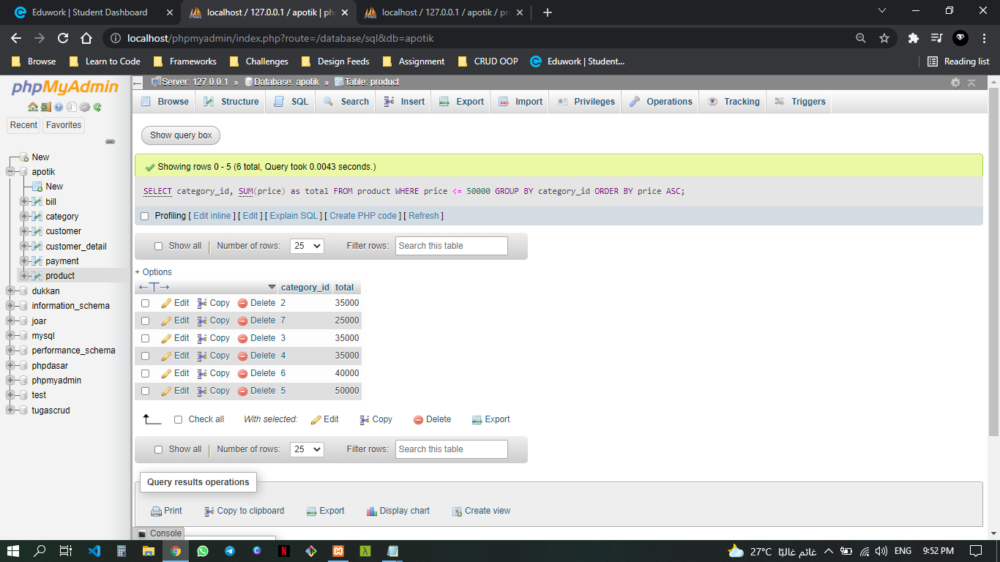 Eduwork | Student Dashboard
localhost / 127.0.0.1 / apotik | ph
localhost / 127.0.0.1 / apotik / pr
localhost/phpmyadmin/index.php?route=/database/sql&db=apotik
Browse Learn to Code Frameworks Challenges Design Feeds Assignment CRUD OOP Eduwork | Student... Reading list
phpMyAdmin
Recent Favorites
New
apotik
New
bill
category
customer
customer_detail
payment
product
dukkan
information_schema
joar
mysql
performance_schema
phpdasar
phpmyadmin
test
tugascrud
Server: 127.0.0.1 » Database: apotik » Table: product
Browse Structure SQL Search Insert Export Import Privileges Operations Tracking Triggers
Show query box
Showing rows 0 - 5 (6 total, Query took 0.0043 seconds.)
SELECT category_id, SUM(price) as total FROM product WHERE price <= 50000 GROUP BY category_id ORDER BY price ASC;
Profiling [ Edit inline ] [ Edit ] [ Explain SQL ] [ Create PHP code ] [ Refresh ]
Show all Number of rows: 25 Filter rows: Search this table
+ Options
←T→ category_id total
Edit Copy Delete 2 35000
Edit Copy Delete 7 25000
Edit Copy Delete 3 35000
Edit Copy Delete 4 35000
Edit Copy Delete 6 40000
Edit Copy Delete 5 50000
Check all With selected: Edit Copy Delete Export
Show all Number of rows: 25 Filter rows: Search this table
Query results operations
Print Copy to clipboard Export Display chart Create view
Console
27°C غائم غالبًا ENG 9:52 PM